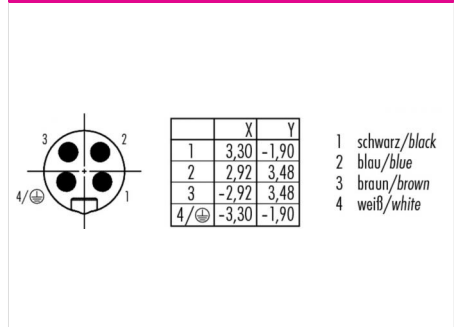 3 2
4/⏚ 1
X Y
1 3,30 -1,90
2 2,92 3,48
3 -2,92 3,48
4/⏚ -3,30 -1,90
1 schwarz/black
2 blau/blue
3 braun/brown
4 weiß/white